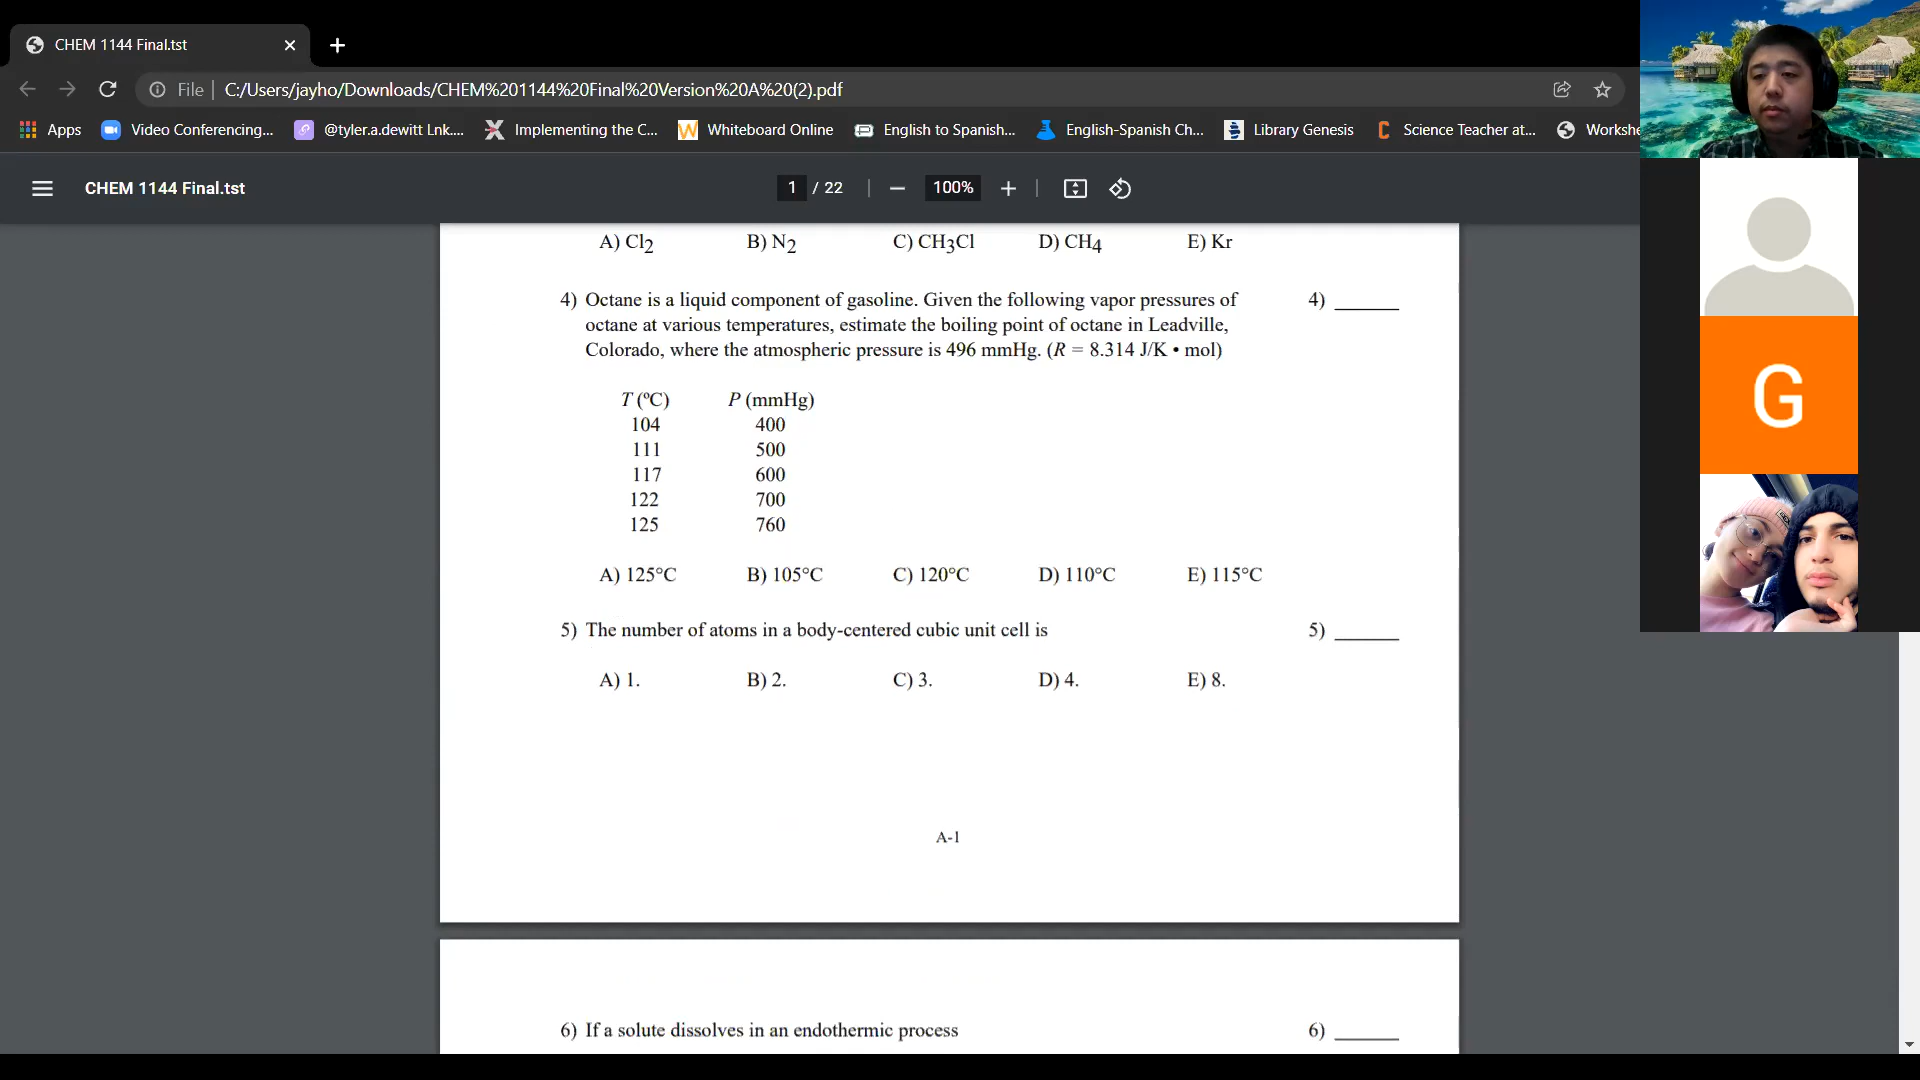 CHEM 1144 Final.tst
File | C:/Users/jayho/Downloads/CHEM%201144%20Final%20Version%20A%20(2).pdf
Apps Video Conferencing... @tyler.a.dewitt Lnk.... Implementing the C... Whiteboard Online English to Spanish... English-Spanish Ch... Library Genesis Science Teacher at... Workshe
CHEM 1144 Final.tst 1 / 22 100%
A) Cl2 B) N2 C) CH3Cl D) CH4 E) Kr
4) Octane is a liquid component of gasoline. Given the following vapor pressures of 4) ______
octane at various temperatures, estimate the boiling point of octane in Leadville,
Colorado, where the atmospheric pressure is 496 mmHg. (R = 8.314 J/K • mol)
T (ºC) P (mmHg)
104 400
111 500
117 600
122 700
125 760
A) 125°C B) 105°C C) 120°C D) 110°C E) 115°C
5) The number of atoms in a body-centered cubic unit cell is 5) ______
A) 1. B) 2. C) 3. D) 4. E) 8.
A-1
6) If a solute dissolves in an endothermic process 6) ______
G